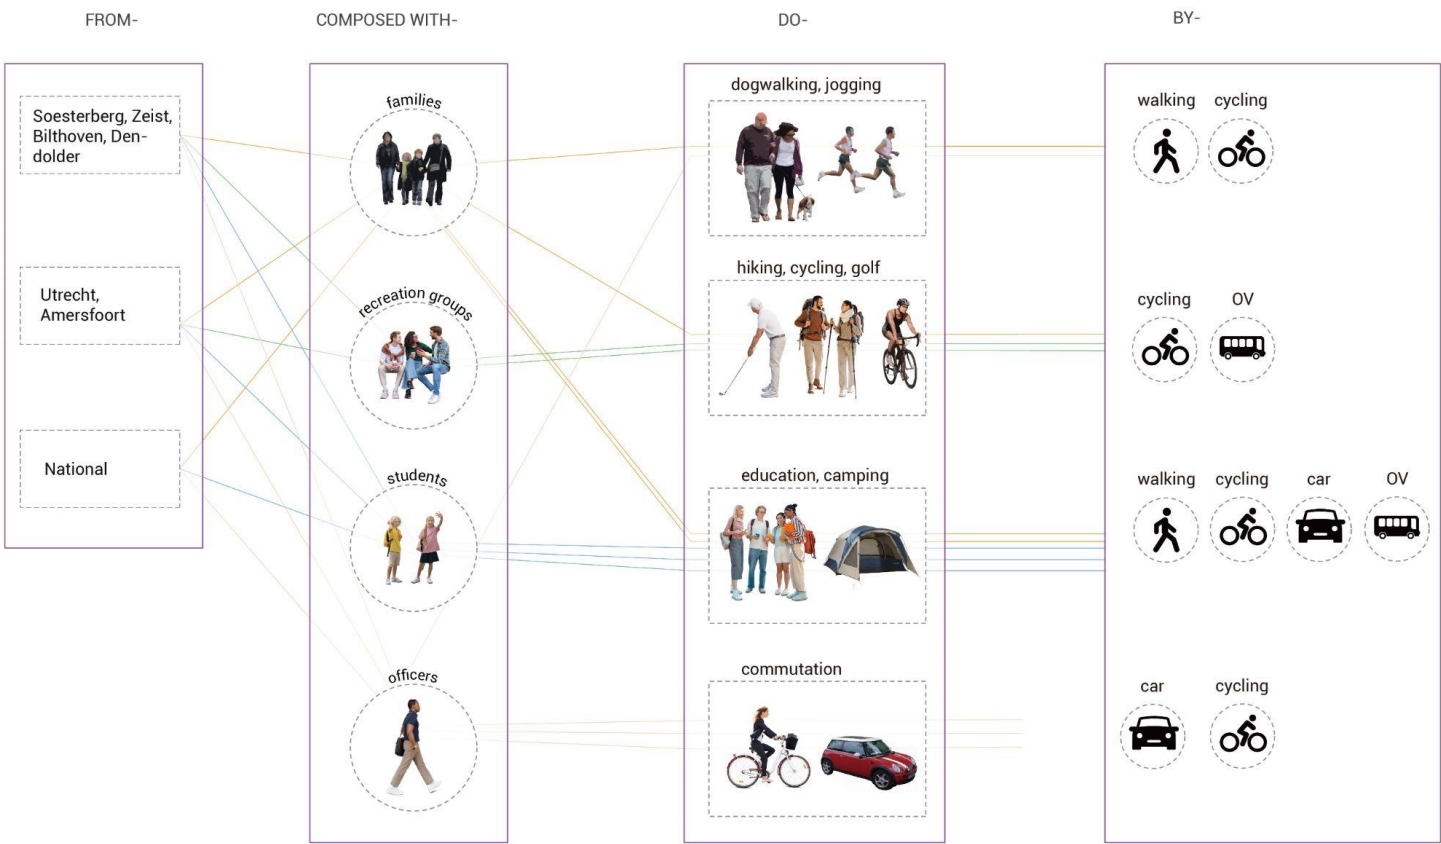 FROM-
COMPOSED WITH-
DO-
BY-
Soesterberg, Zeist,
Bilthoven, Den-
dolder
Utrecht,
Amersfoort
National
families
recreation groups
students
officers
dogwalking, jogging
hiking, cycling, golf
education, camping
commutation
walking cycling
cycling OV
walking cycling car OV
car cycling